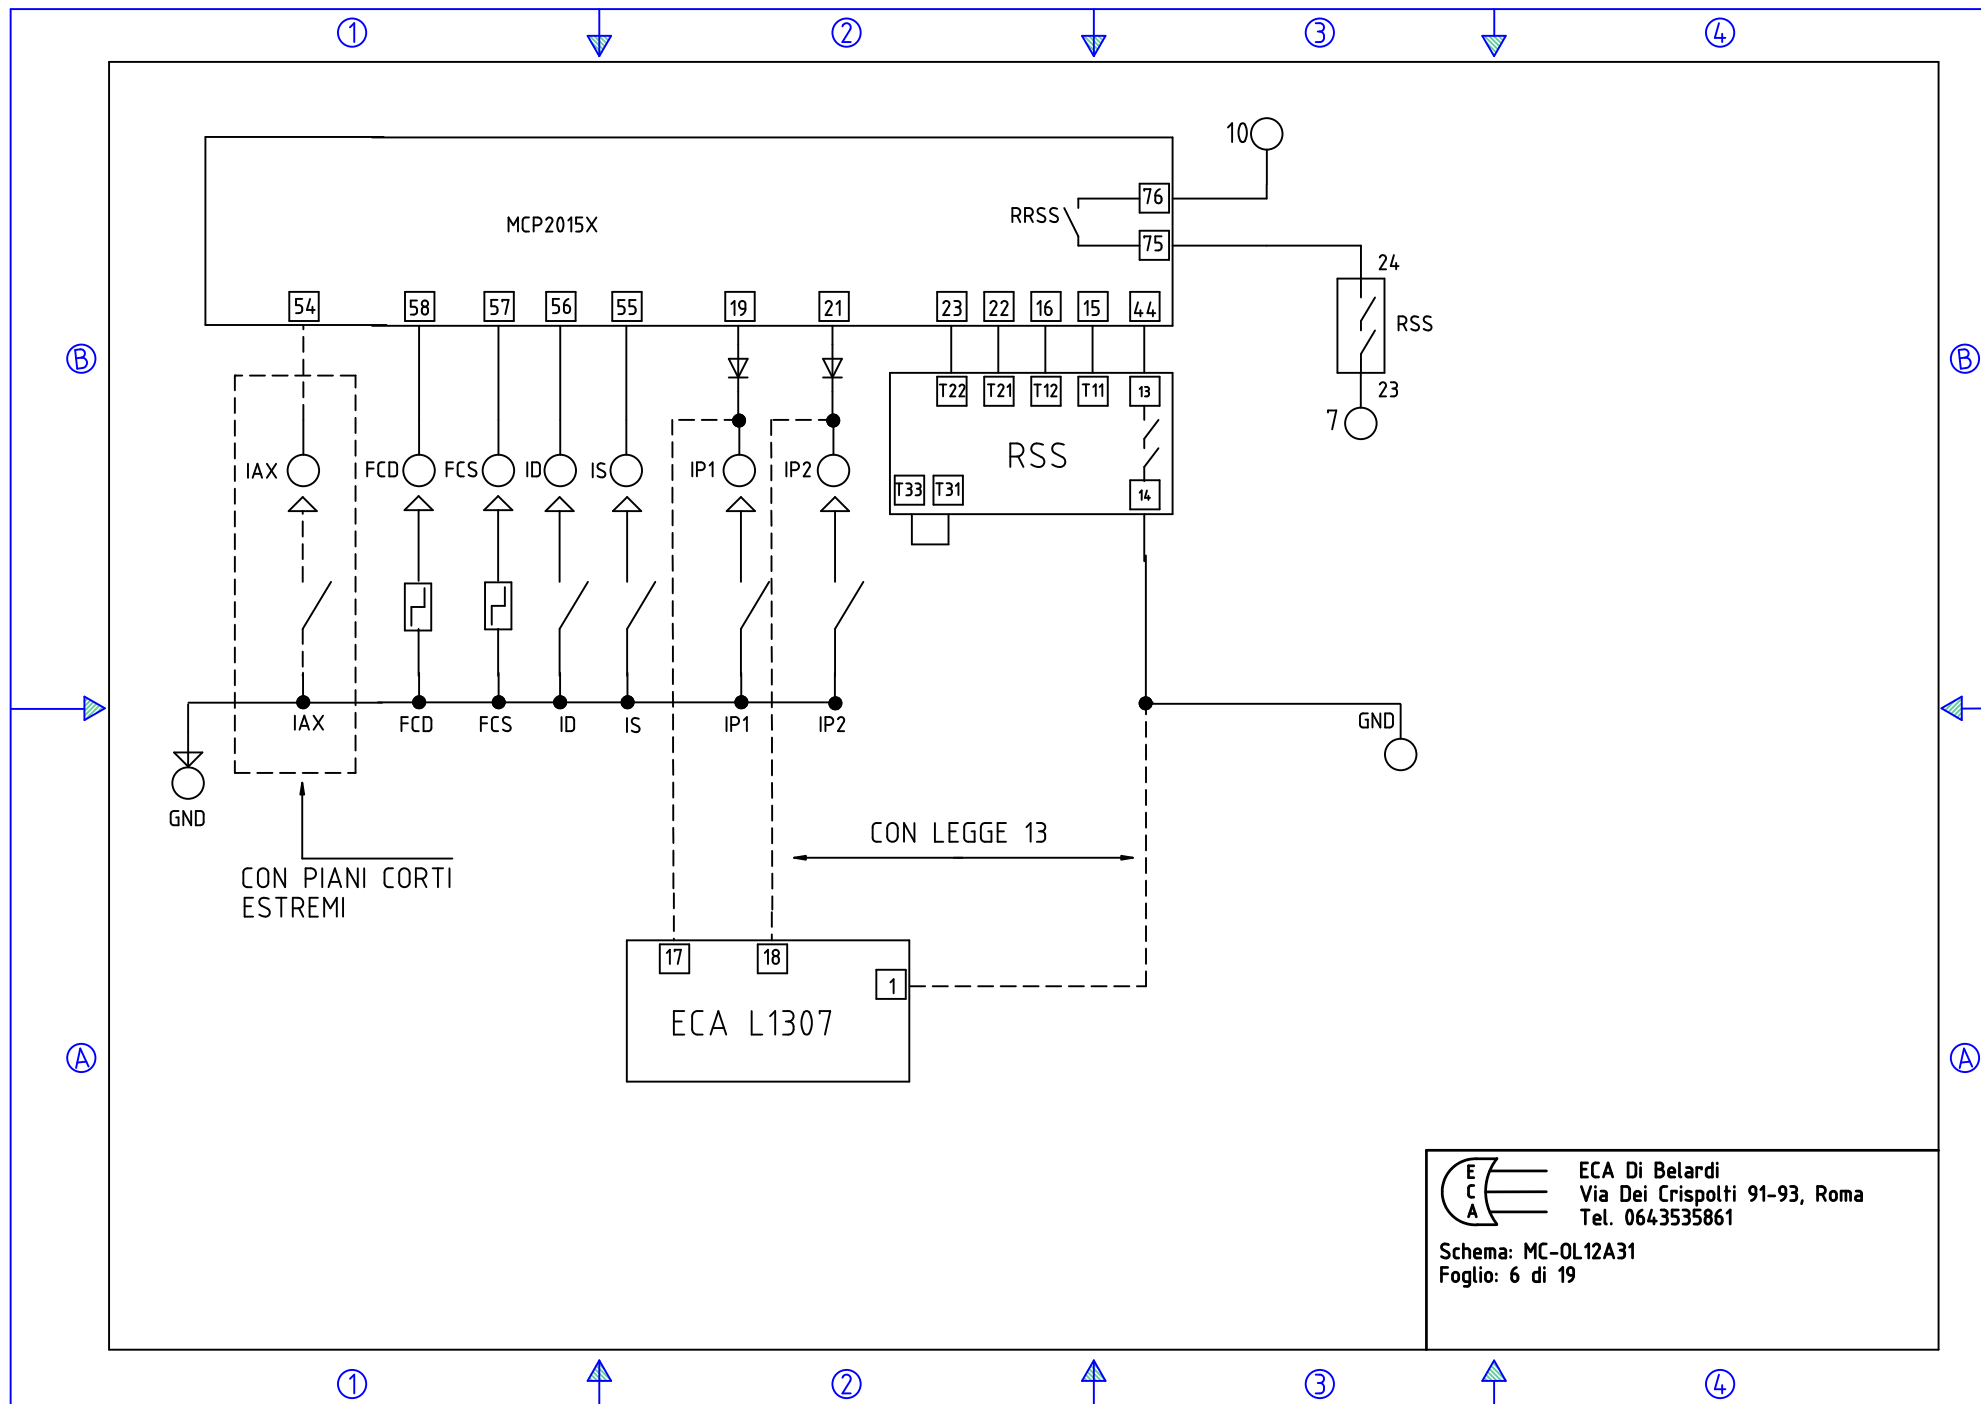 1 2 3 4
10
76
RRSS
MCP2015X
75
24
54 58 57 56 55 19 21 23 22 16 15 44
RSS
B B
T22 T21 T12 T11 13
23
7
RSS
IAX FCD FCS ID IS IP1 IP2
T33 T31 14
IAX FCD FCS ID IS IP1 IP2
GND
GND
CON LEGGE 13
CON PIANI CORTI
ESTREMI
17 18
1
ECA L1307
A A
E
C
A
ECA Di Belardi
Via Dei Crispolti 91-93, Roma
Tel. 0643535861
Schema: MC-OL12A31
Foglio: 6 di 19
1 2 3 4